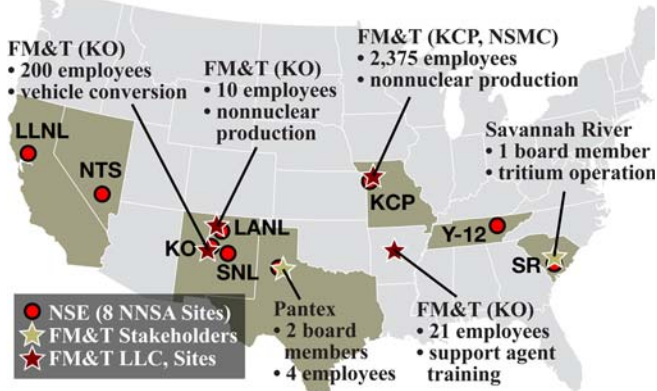 FM&T (KO)
• 200 employees
• vehicle conversion
FM&T (KO)
• 10 employees
• nonnuclear
production
FM&T (KCP, NSMC)
• 2,375 employees
• nonnuclear production
Savannah River
• 1 board member
• tritium operation
LLNL
NTS
KCP
LANL
KO
SNL
Y-12
SR
Pantex
• 2 board
members
• 4 employees
FM&T (KO)
• 21 employees
• support agent
training
NSE (8 NNSA Sites)
FM&T Stakeholders
FM&T LLC, Sites